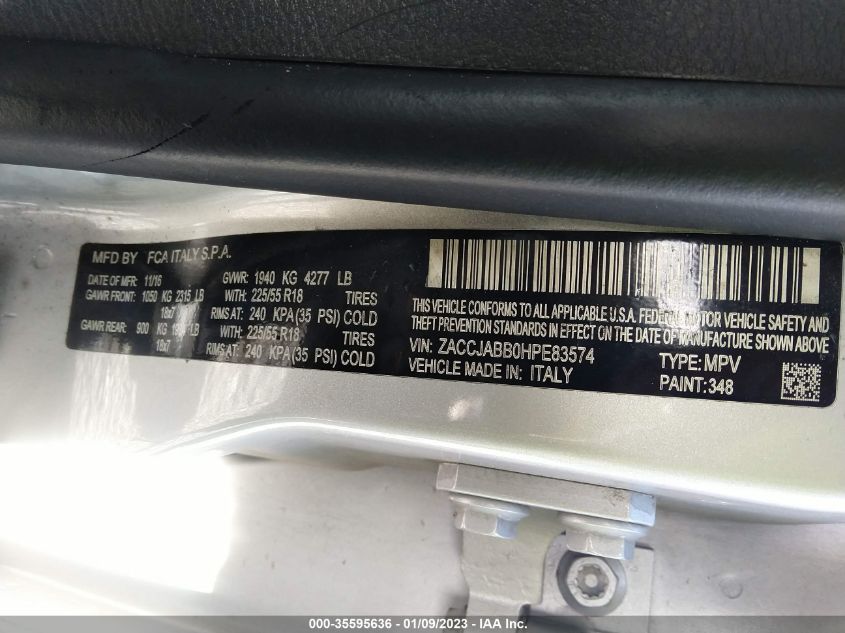 MFD BY FCA ITALY S.P.A.
DATE OF MFR: 11/16 GVWR: 1940 KG 4277 LB
GAWR FRONT: 1050 KG 2315 LB WITH: 225/55 R18 TIRES
18x7 RIMS AT: 240 KPA(35 PSI) COLD
GAWR REAR: 900 KG LB WITH: 225/55 R18 TIRES
18x7 RIMS AT: 240 KPA(35 PSI) COLD
THIS VEHICLE CONFORMS TO ALL APPLICABLE U.S.A. FEDERAL MOTOR VEHICLE SAFETY AND
THEFT PREVENTION STANDARDS IN EFFECT ON THE DATE OF MANUFACTURE SHOWN ABOVE
VIN: ZACCJABB0HPE83574 TYPE: MPV
VEHICLE MADE IN: ITALY PAINT: 348
000-35595636 - 01/09/2023 - IAA Inc.